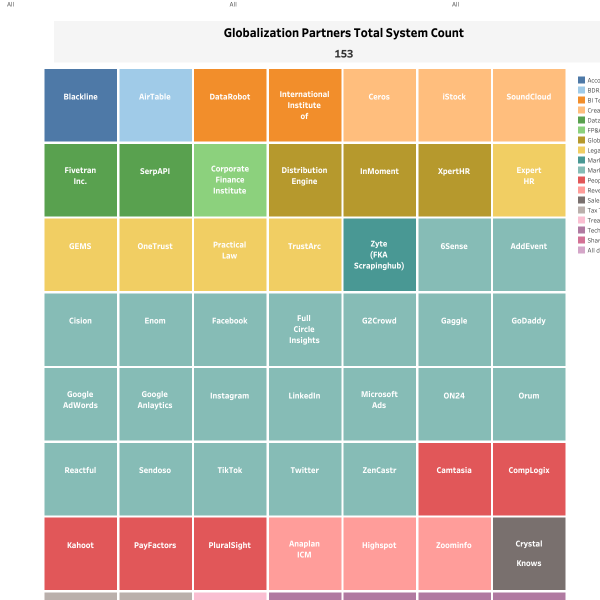 All
All
All
Globalization Partners Total System Count
153
Blackline
AirTable
DataRobot
International
Institute
of
Ceros
iStock
SoundCloud
Fivetran
Inc.
SerpAPI
Corporate
Finance
Institute
Distribution
Engine
InMoment
XpertHR
Expert
HR
GEMS
OneTrust
Practical
Law
TrustArc
Zyte
(FKA
Scrapinghub)
6Sense
AddEvent
Cision
Enom
Facebook
Full
Circle
Insights
G2Crowd
Gaggle
GoDaddy
Google
AdWords
Google
Anlaytics
Instagram
LinkedIn
Microsoft
Ads
ON24
Orum
Reactful
Sendoso
TikTok
Twitter
ZenCastr
Camtasia
CompLogix
Kahoot
PayFactors
PluralSight
Anaplan
ICM
Highspot
Zoominfo
Crystal
Knows
Acco
BDR
BI To
Crea
Data
FP&A
Glob
Lega
Mark
Mark
Peop
Reve
Sale
Tax T
Trea
Tech
Shar
All d